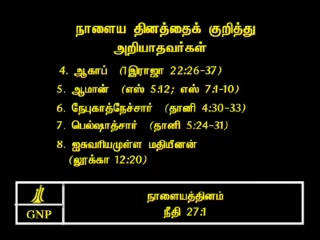 நாளைய தினத்தைக் குறித்து
அறியாதவர்கள்
4. ஆகாப் (1இராஜா 22:26-37)
5. ஆமான் (எஸ் 5:12; எஸ் 7:1-10)
6. நேபுகாத்நேச்சார் (தானி 4:30-33)
7. பெல்ஷாத்சார் (தானி 5:24-31)
8. ஐசுவரியமுள்ள மதியீனன்
(லூக்கா 12:20)
நாளையத்தினம்
GNP
நீதி 27:1